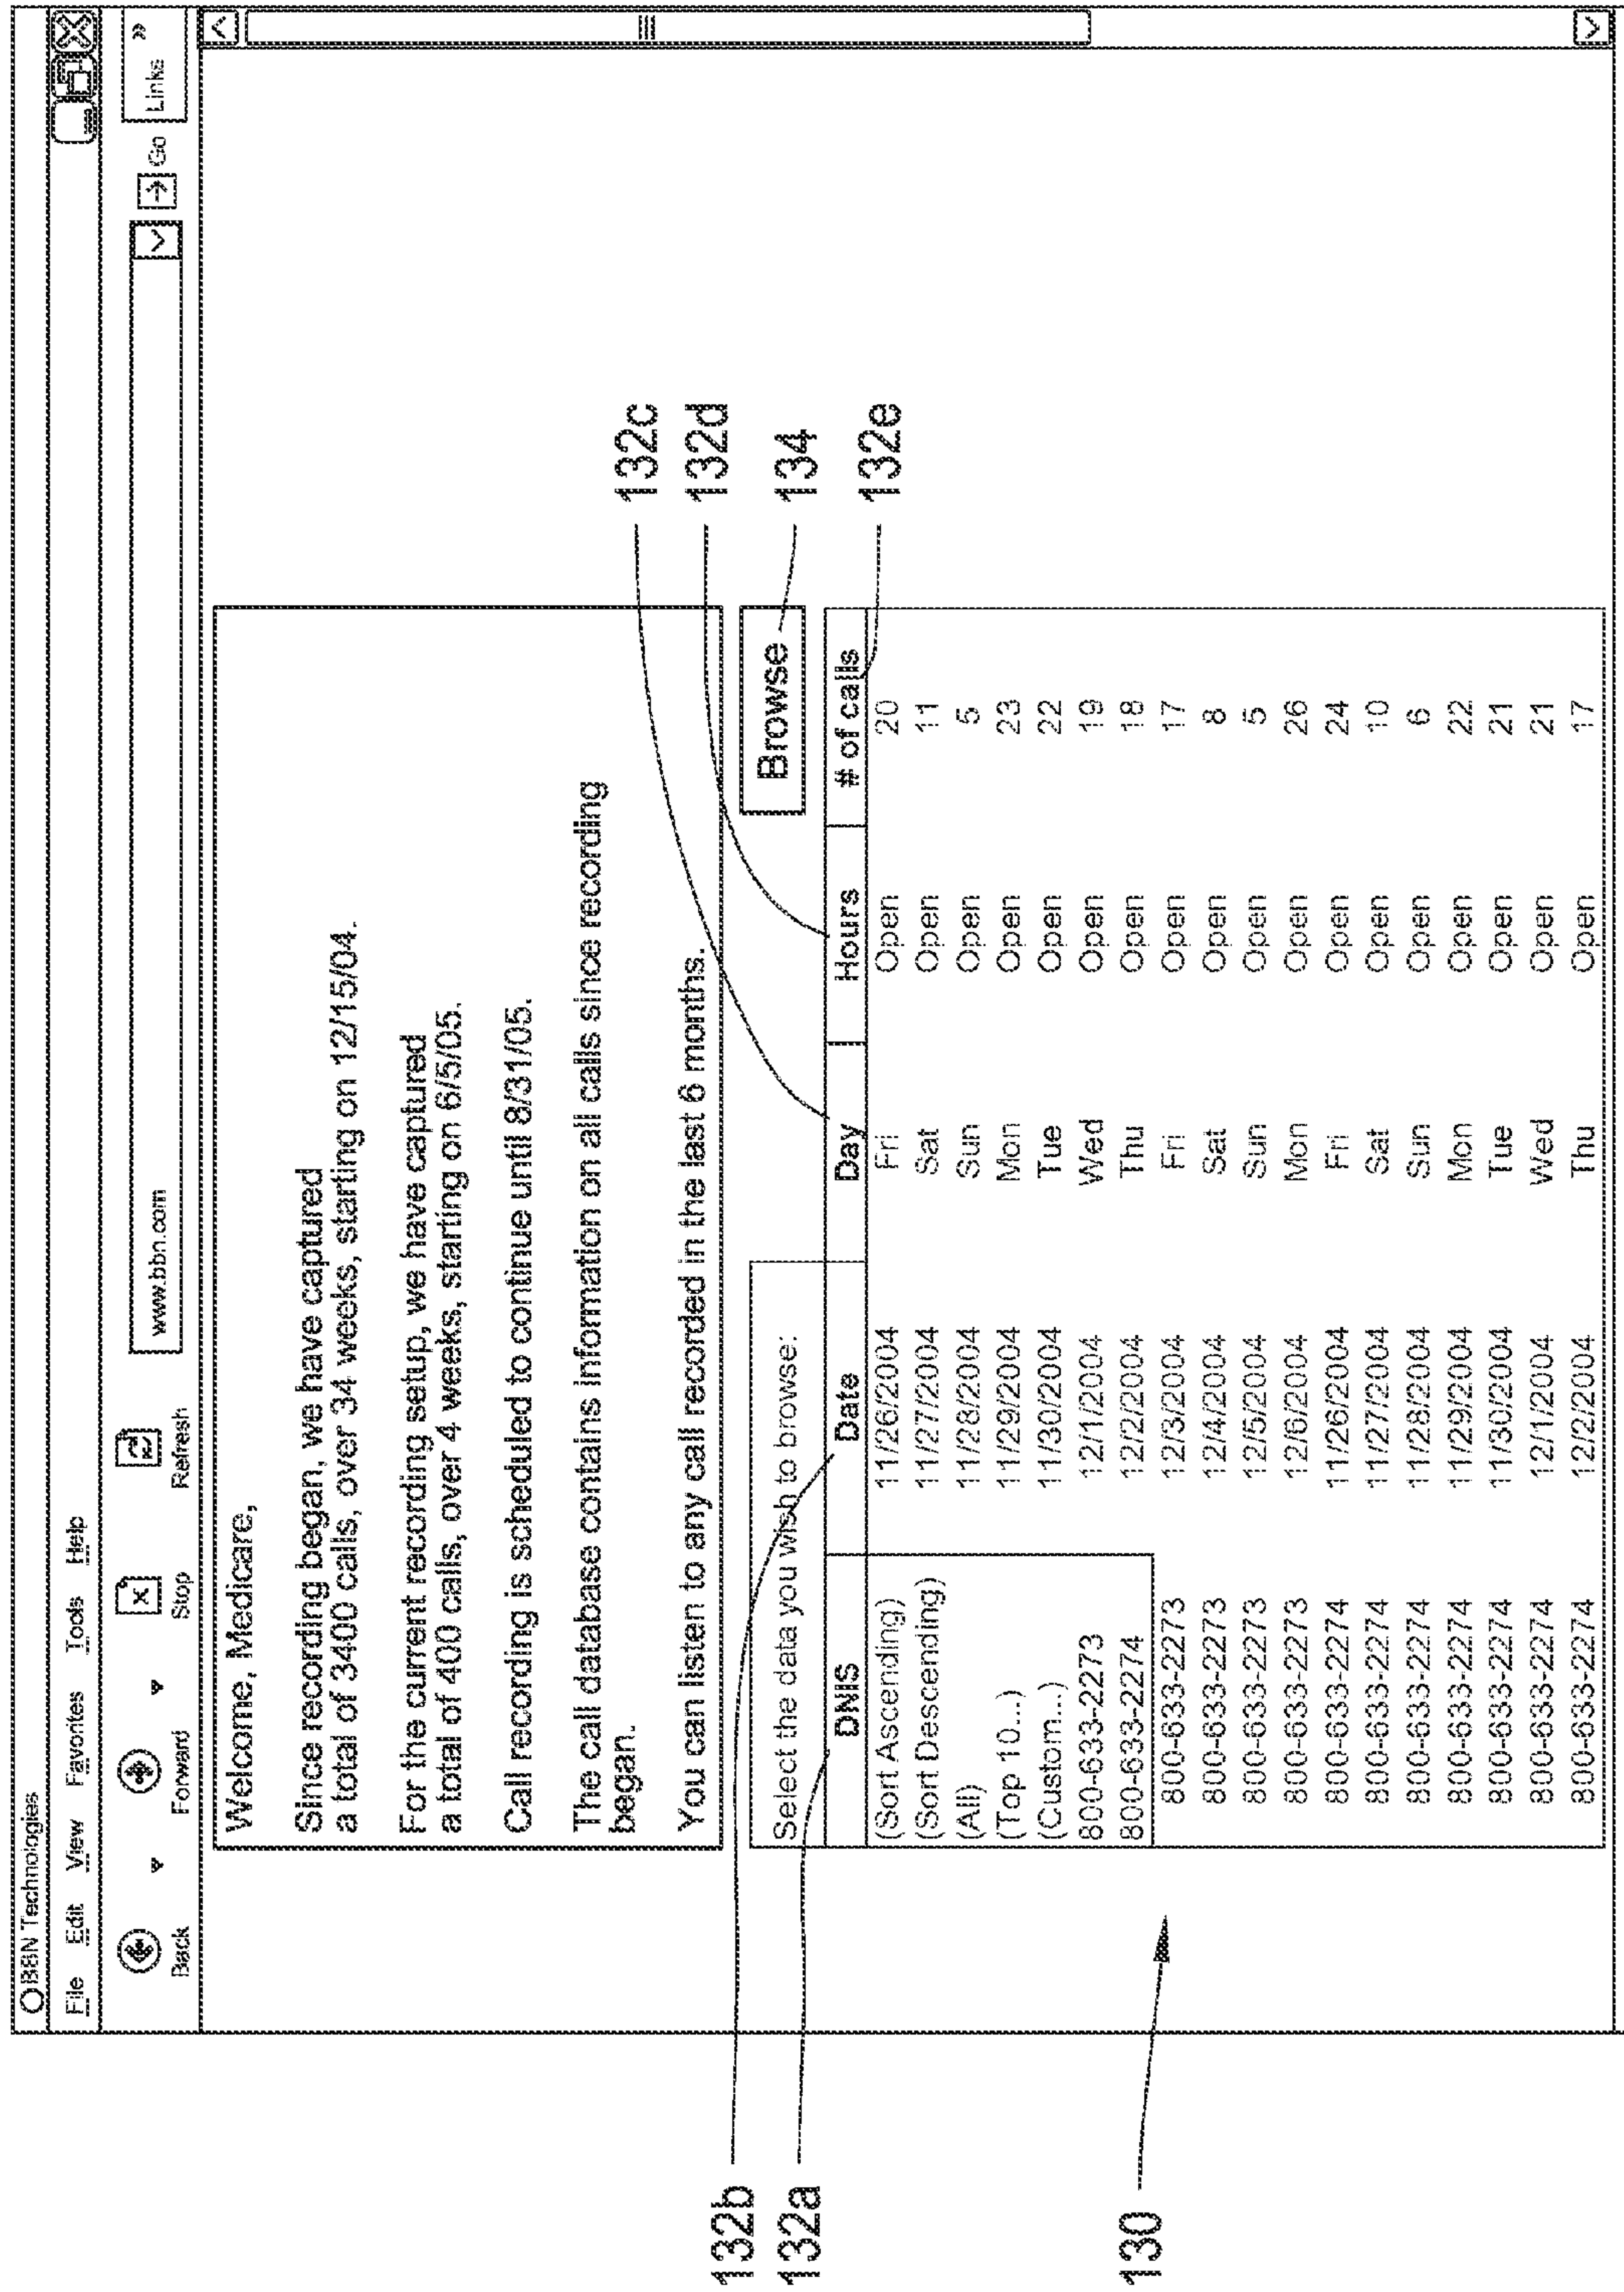 BBN Technologies
File Edit View Favorites Tools Help
Back Forward Stop Refresh www.bbn.com Go Links »
Welcome, Medicare,
Since recording began, we have captured
a total of 3400 calls, over 34 weeks, starting on 12/15/04.
For the current recording setup, we have captured
a total of 400 calls, over 4 weeks, starting on 6/5/05.
Call recording is scheduled to continue until 8/31/05.
The call database contains information on all calls since recording
began.
You can listen to any call recorded in the last 6 months.
132c
132d
134
132e
Browse
Select the data you wish to browse:
DNIS Date Day Hours # of calls
(Sort Ascending) 11/26/2004 Fri Open 20
(Sort Descending) 11/27/2004 Sat Open 11
(All) 11/28/2004 Sun Open 5
(Top 10...) 11/29/2004 Mon Open 23
(Custom...) 11/30/2004 Tue Open 22
800-633-2273 12/1/2004 Wed Open 19
800-633-2274 12/2/2004 Thu Open 18
800-633-2273 12/3/2004 Fri Open 17
800-633-2273 12/4/2004 Sat Open 8
800-633-2273 12/5/2004 Sun Open 5
800-633-2273 12/6/2004 Mon Open 26
800-633-2274 11/26/2004 Fri Open 24
800-633-2274 11/27/2004 Sat Open 10
800-633-2274 11/28/2004 Sun Open 6
800-633-2274 11/29/2004 Mon Open 22
800-633-2274 11/30/2004 Tue Open 21
800-633-2274 12/1/2004 Wed Open 21
800-633-2274 12/2/2004 Thu Open 17
132b
132a
130